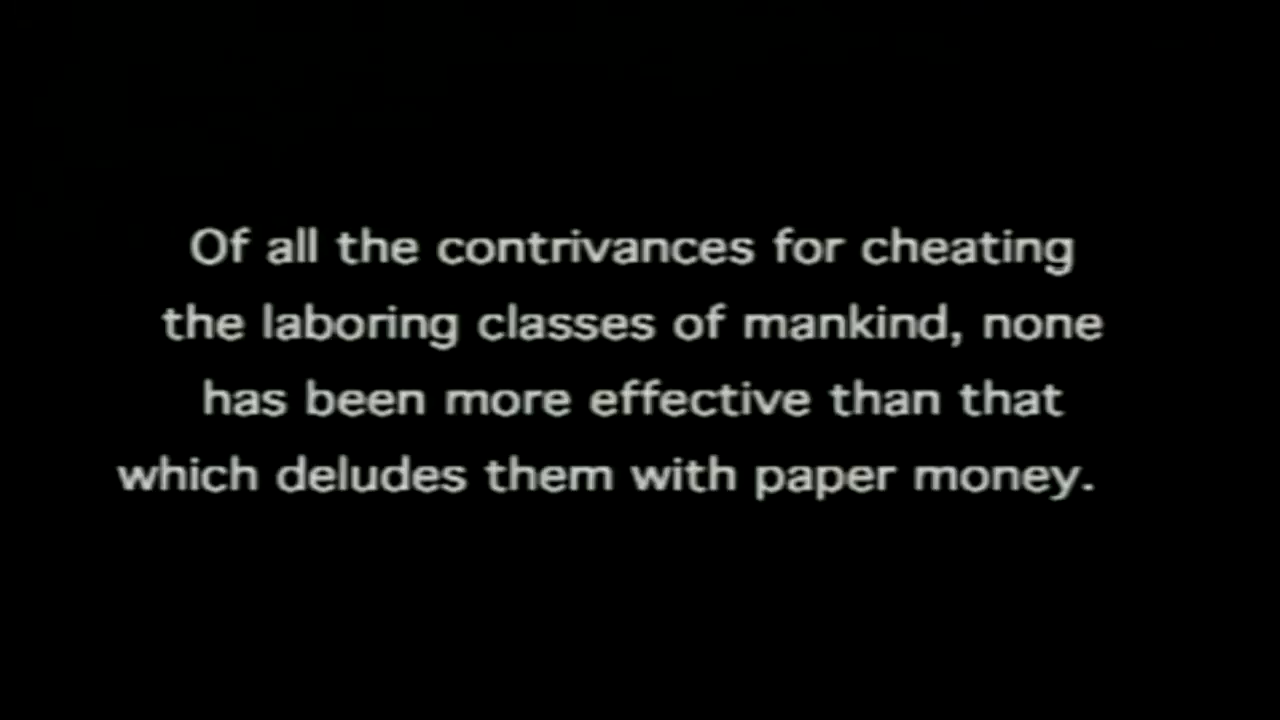 Of all the contrivances for cheating
the laboring classes of mankind, none
has been more effective than that
which deludes them with paper money.